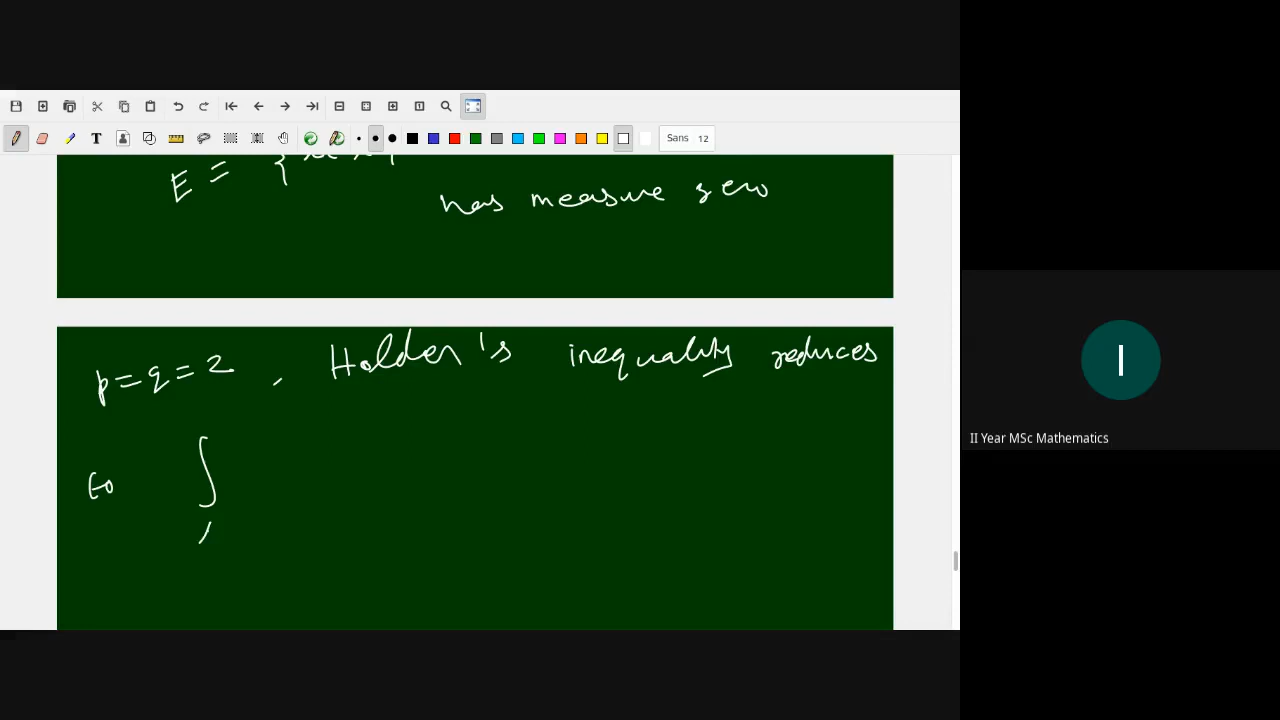 Sans 12
E = {
has measure zero
p = q = 2 , Holder's inequality reduces
to ∫
I
II Year MSc Mathematics